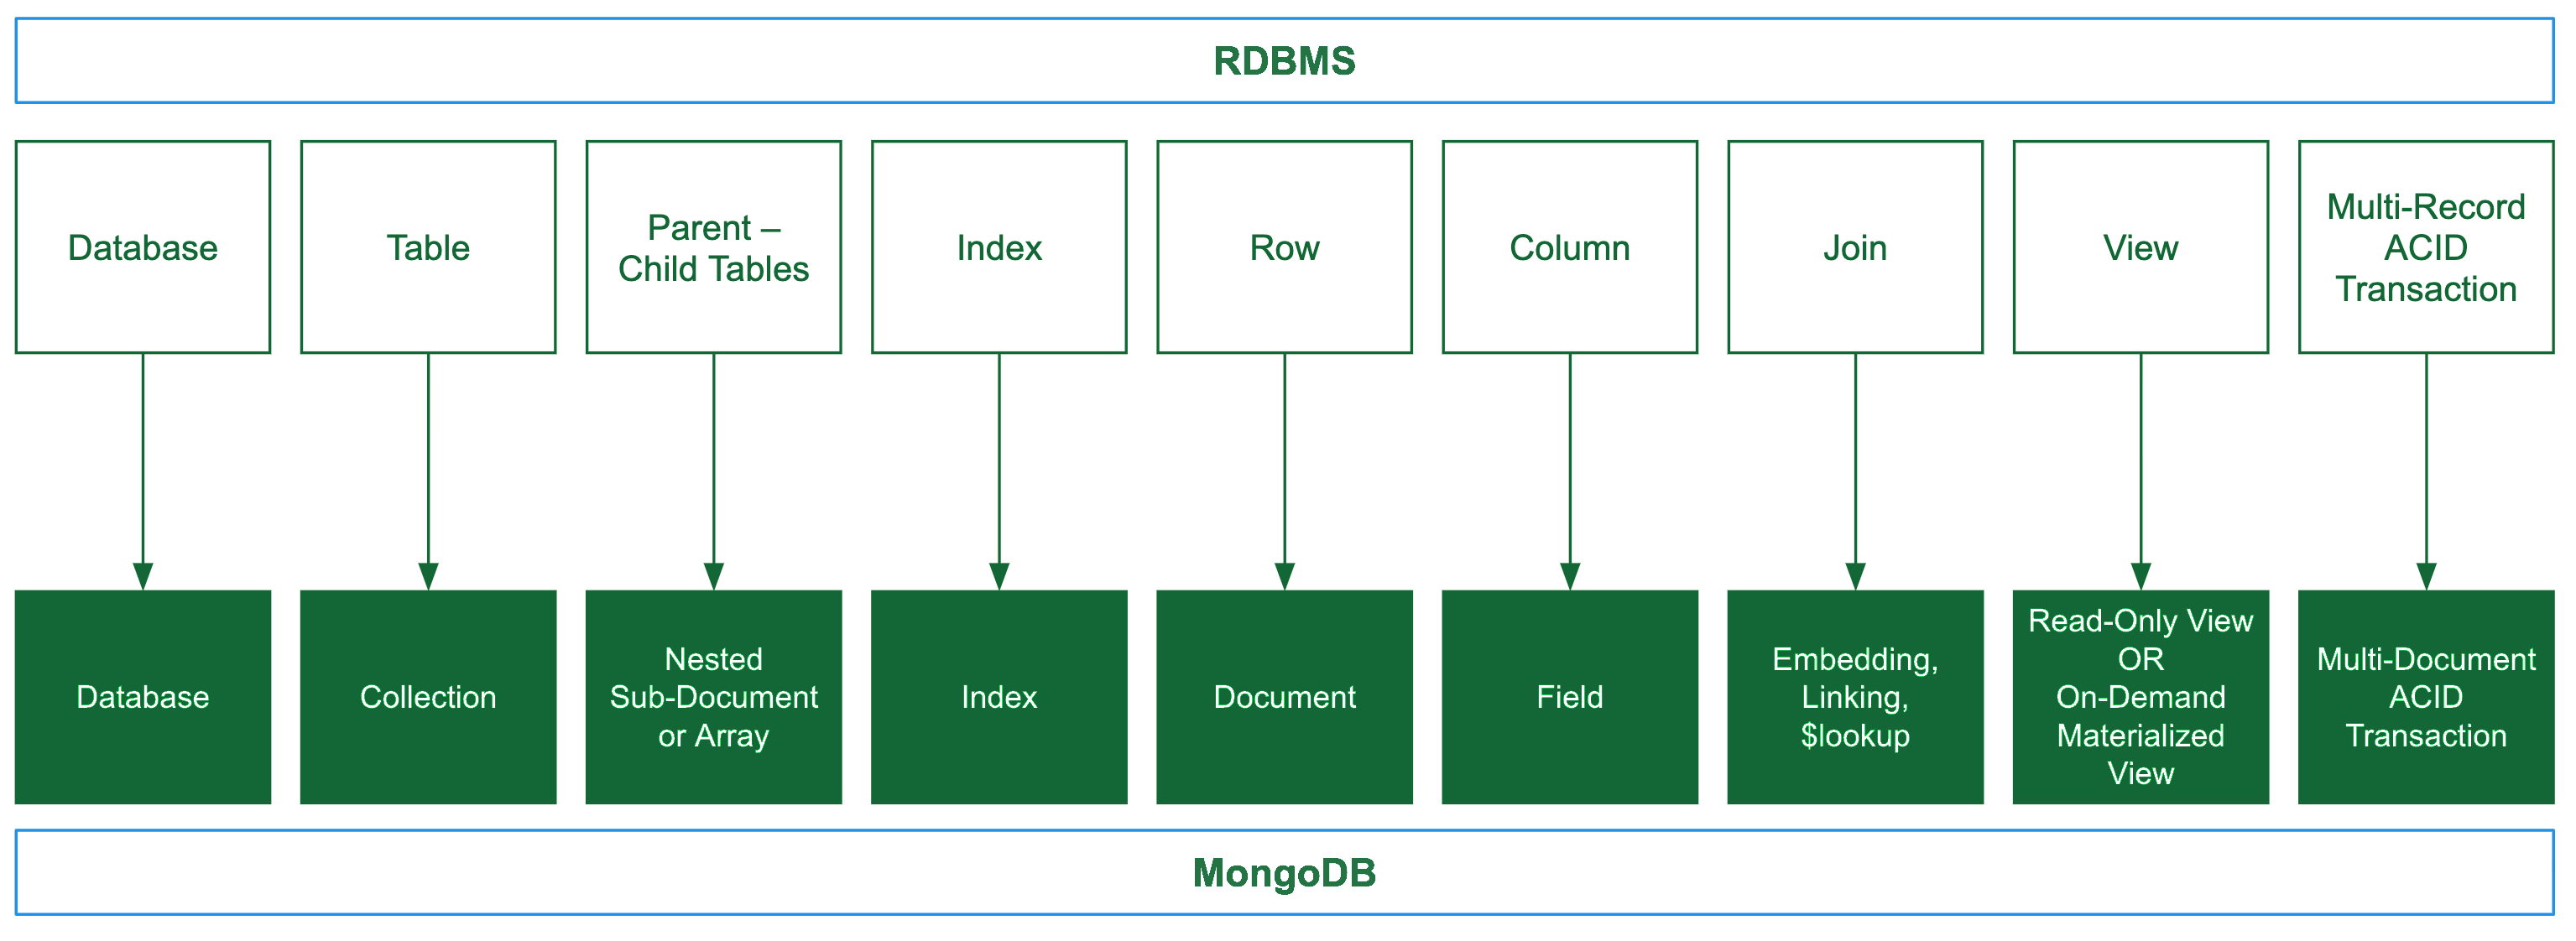 RDBMS
Database
Table
Parent –
Child Tables
Index
Row
Column
Join
View
Multi-Record
ACID
Transaction
Database
Collection
Nested
Sub-Document
or Array
Index
Document
Field
Embedding,
Linking,
$lookup
Read-Only View
OR
On-Demand
Materialized
View
Multi-Document
ACID
Transaction
MongoDB